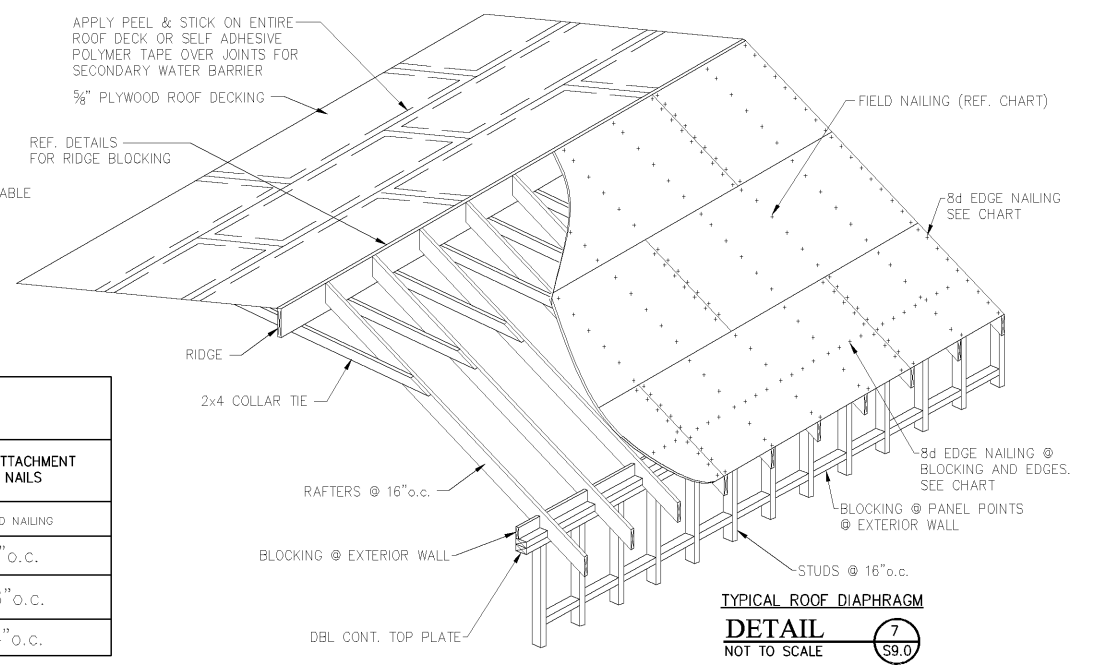 APPLY PEEL & STICK ON ENTIRE
ROOF DECK OR SELF ADHESIVE
POLYMER TAPE OVER JOINTS FOR
SECONDARY WATER BARRIER
5/8" PLYWOOD ROOF DECKING
REF. DETAILS
FOR RIDGE BLOCKING
FIELD NAILING (REF. CHART)
8d EDGE NAILING
SEE CHART
RIDGE
2x4 COLLAR TIE
RAFTERS @ 16"o.c.
BLOCKING @ EXTERIOR WALL
DBL CONT. TOP PLATE
8d EDGE NAILING @
BLOCKING AND EDGES.
SEE CHART
BLOCKING @ PANEL POINTS
@ EXTERIOR WALL
STUDS @ 16"o.c.
NAILS
NAILING
"o.c.
"o.c.
"o.c.
TYPICAL ROOF DIAPHRAGM
DETAIL
NOT TO SCALE
7
S9.0